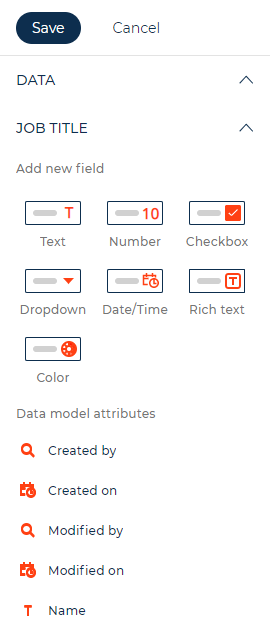 Save Cancel
DATA
JOB TITLE
Add new field
T 10
Text Number Checkbox
T
Dropdown Date/Time Rich text
Color
Data model attributes
Created by
Created on
Modified by
Modified on
T Name